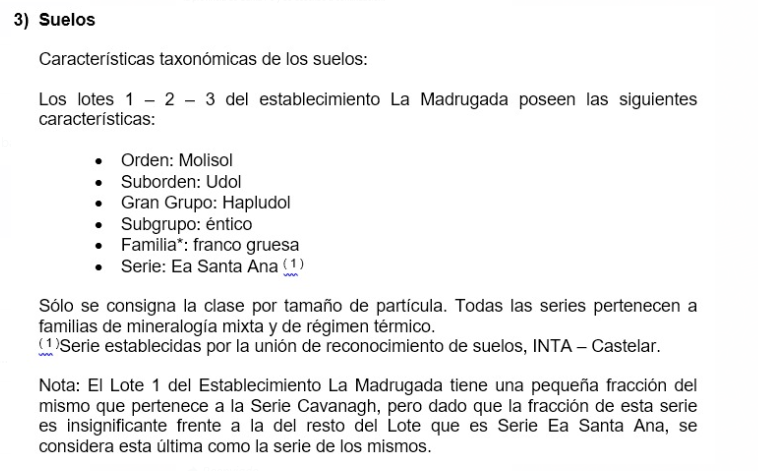 3) Suelos
Características taxonómicas de los suelos:
Los lotes 1 – 2 – 3 del establecimiento La Madrugada poseen las siguientes
características:
• Orden: Molisol
• Suborden: Udol
• Gran Grupo: Hapludol
• Subgrupo: éntico
• Familia*: franco gruesa
• Serie: Ea Santa Ana (1)
Sólo se consigna la clase por tamaño de partícula. Todas las series pertenecen a
familias de mineralogía mixta y de régimen térmico.
(1)Serie establecidas por la unión de reconocimiento de suelos, INTA – Castelar.
Nota: El Lote 1 del Establecimiento La Madrugada tiene una pequeña fracción del
mismo que pertenece a la Serie Cavanagh, pero dado que la fracción de esta serie
es insignificante frente a la del resto del Lote que es Serie Ea Santa Ana, se
considera esta última como la serie de los mismos.